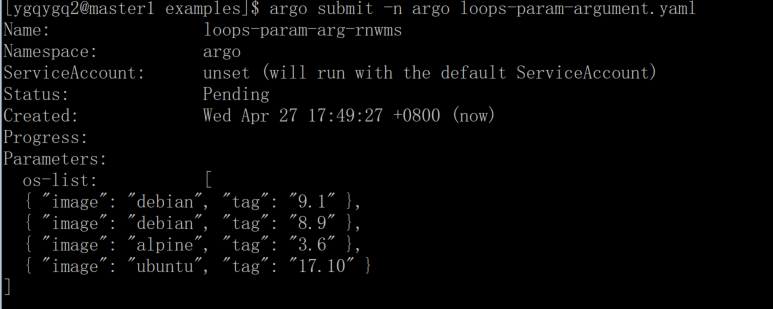 [ygqygq2@master1 examples]$ argo submit -n argo loops-param-argument.yaml
Name:                loops-param-arg-rnwms
Namespace:           argo
ServiceAccount:      unset (will run with the default ServiceAccount)
Status:              Pending
Created:             Wed Apr 27 17:49:27 +0800 (now)
Progress:
Parameters:
  os-list:           [
  { "image": "debian", "tag": "9.1" },
  { "image": "debian", "tag": "8.9" },
  { "image": "alpine", "tag": "3.6" },
  { "image": "ubuntu", "tag": "17.10" }
]